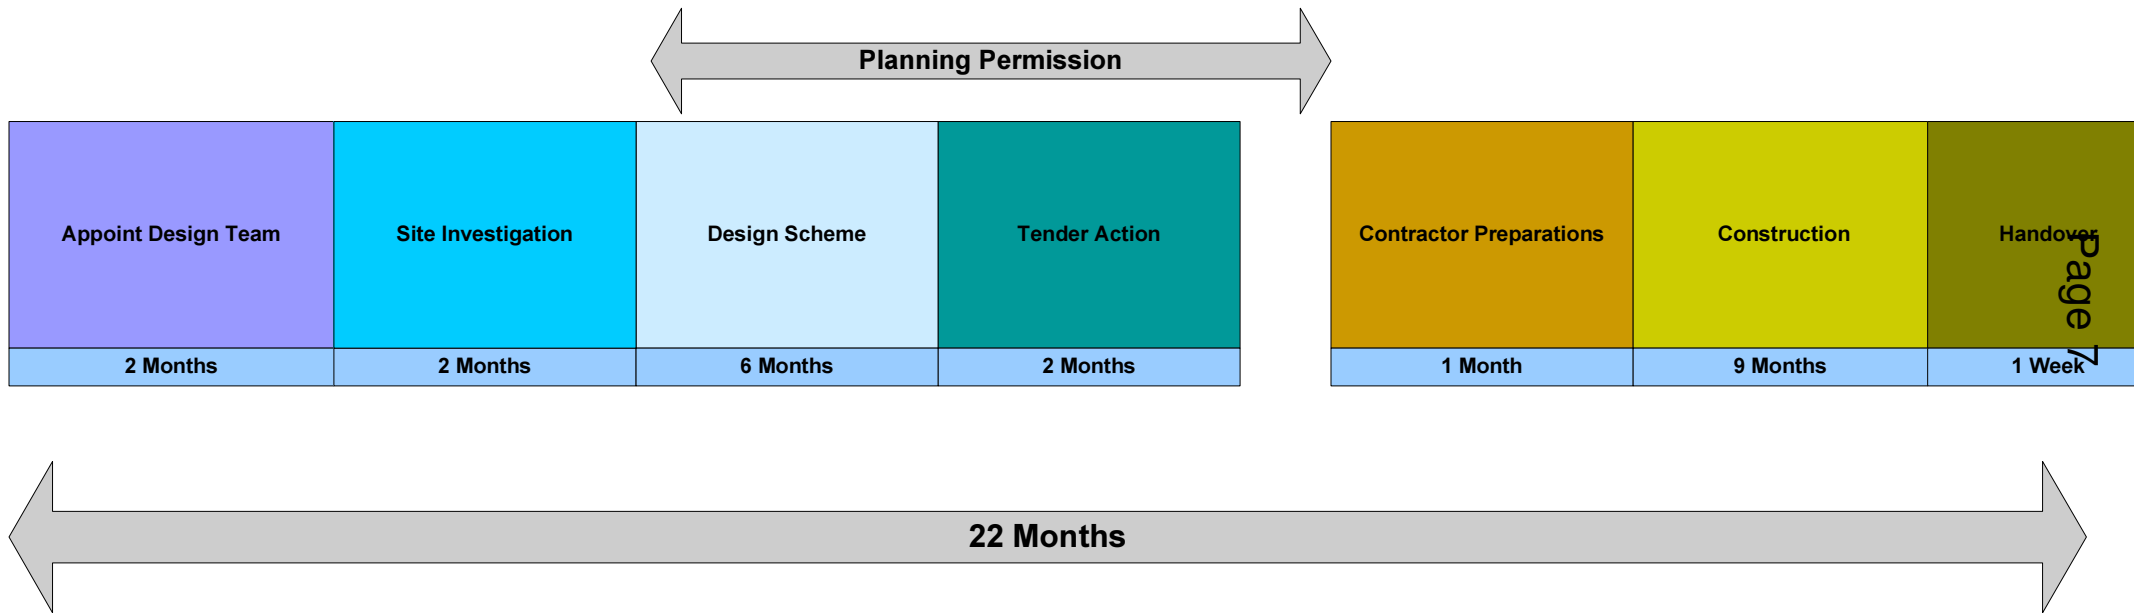 Planning Permission
Appoint Design Team
Site Investigation
Design Scheme
Tender Action
Contractor Preparations
Construction
Handover
2 Months
2 Months
6 Months
2 Months
1 Month
9 Months
1 Week
Page 7
22 Months